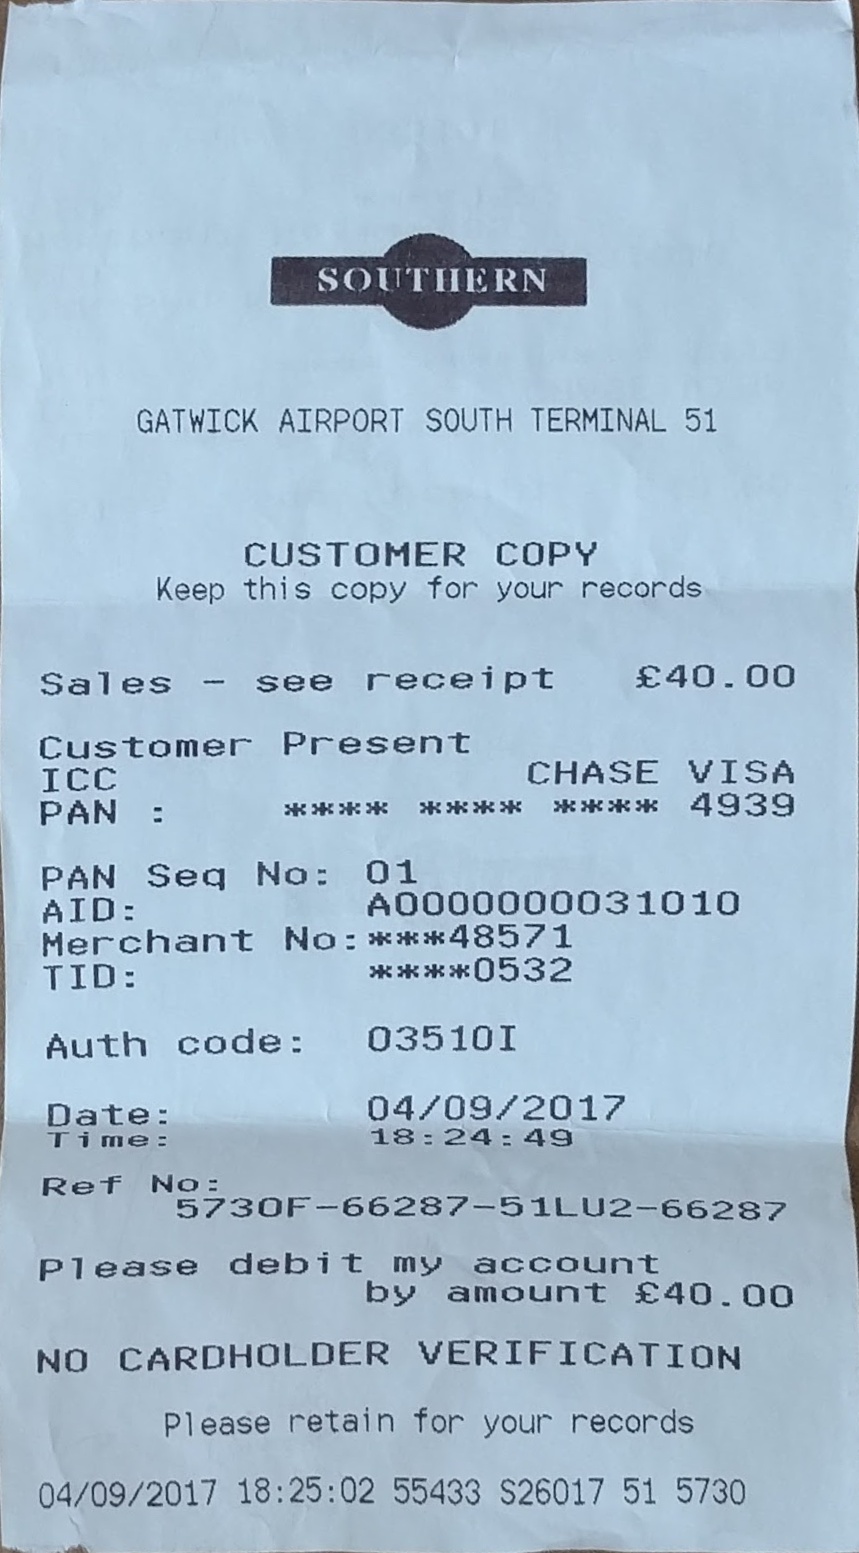 SOUTHERN
GATWICK AIRPORT SOUTH TERMINAL 51
CUSTOMER COPY
Keep this copy for your records
Sales - see receipt £40.00
Customer Present
ICC CHASE VISA
PAN : **** **** **** 4939
PAN Seq No: 01
AID: A0000000031010
Merchant No:***48571
TID: ****0532
Auth code: 03510I
Date: 04/09/2017
Time: 18:24:49
Ref No:
5730F-66287-51LU2-66287
Please debit my account
by amount £40.00
NO CARDHOLDER VERIFICATION
Please retain for your records
04/09/2017 18:25:02 55433 S26017 51 5730